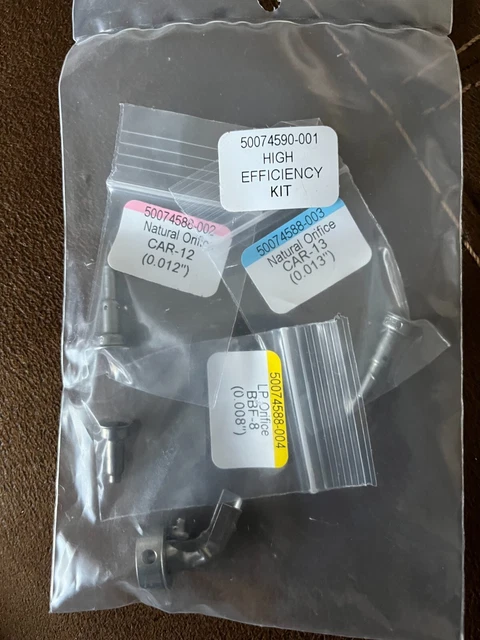 50074590-001
HIGH
EFFICIENCY
KIT
50074588-002
Natural Orifice
CAR-12
(0.012")
50074588-003
Natural Orifice
CAR-13
(0.013")
50074588-004
LP Orifice
BBF-8
(0.008")